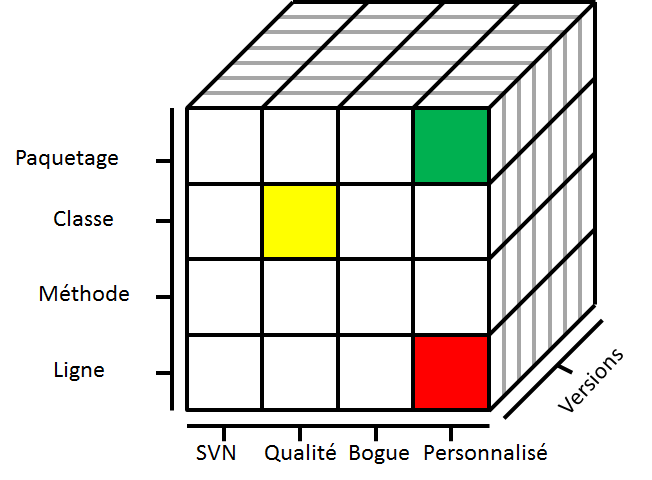 Paquetage
Classe
Méthode
Ligne
Versions
SVN Qualité Bogue Personnalisé